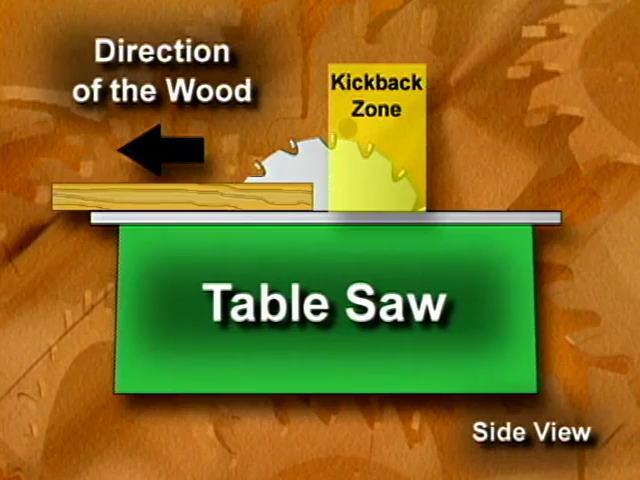 Direction
of the Wood
Kickback
Zone
Table Saw
Side View